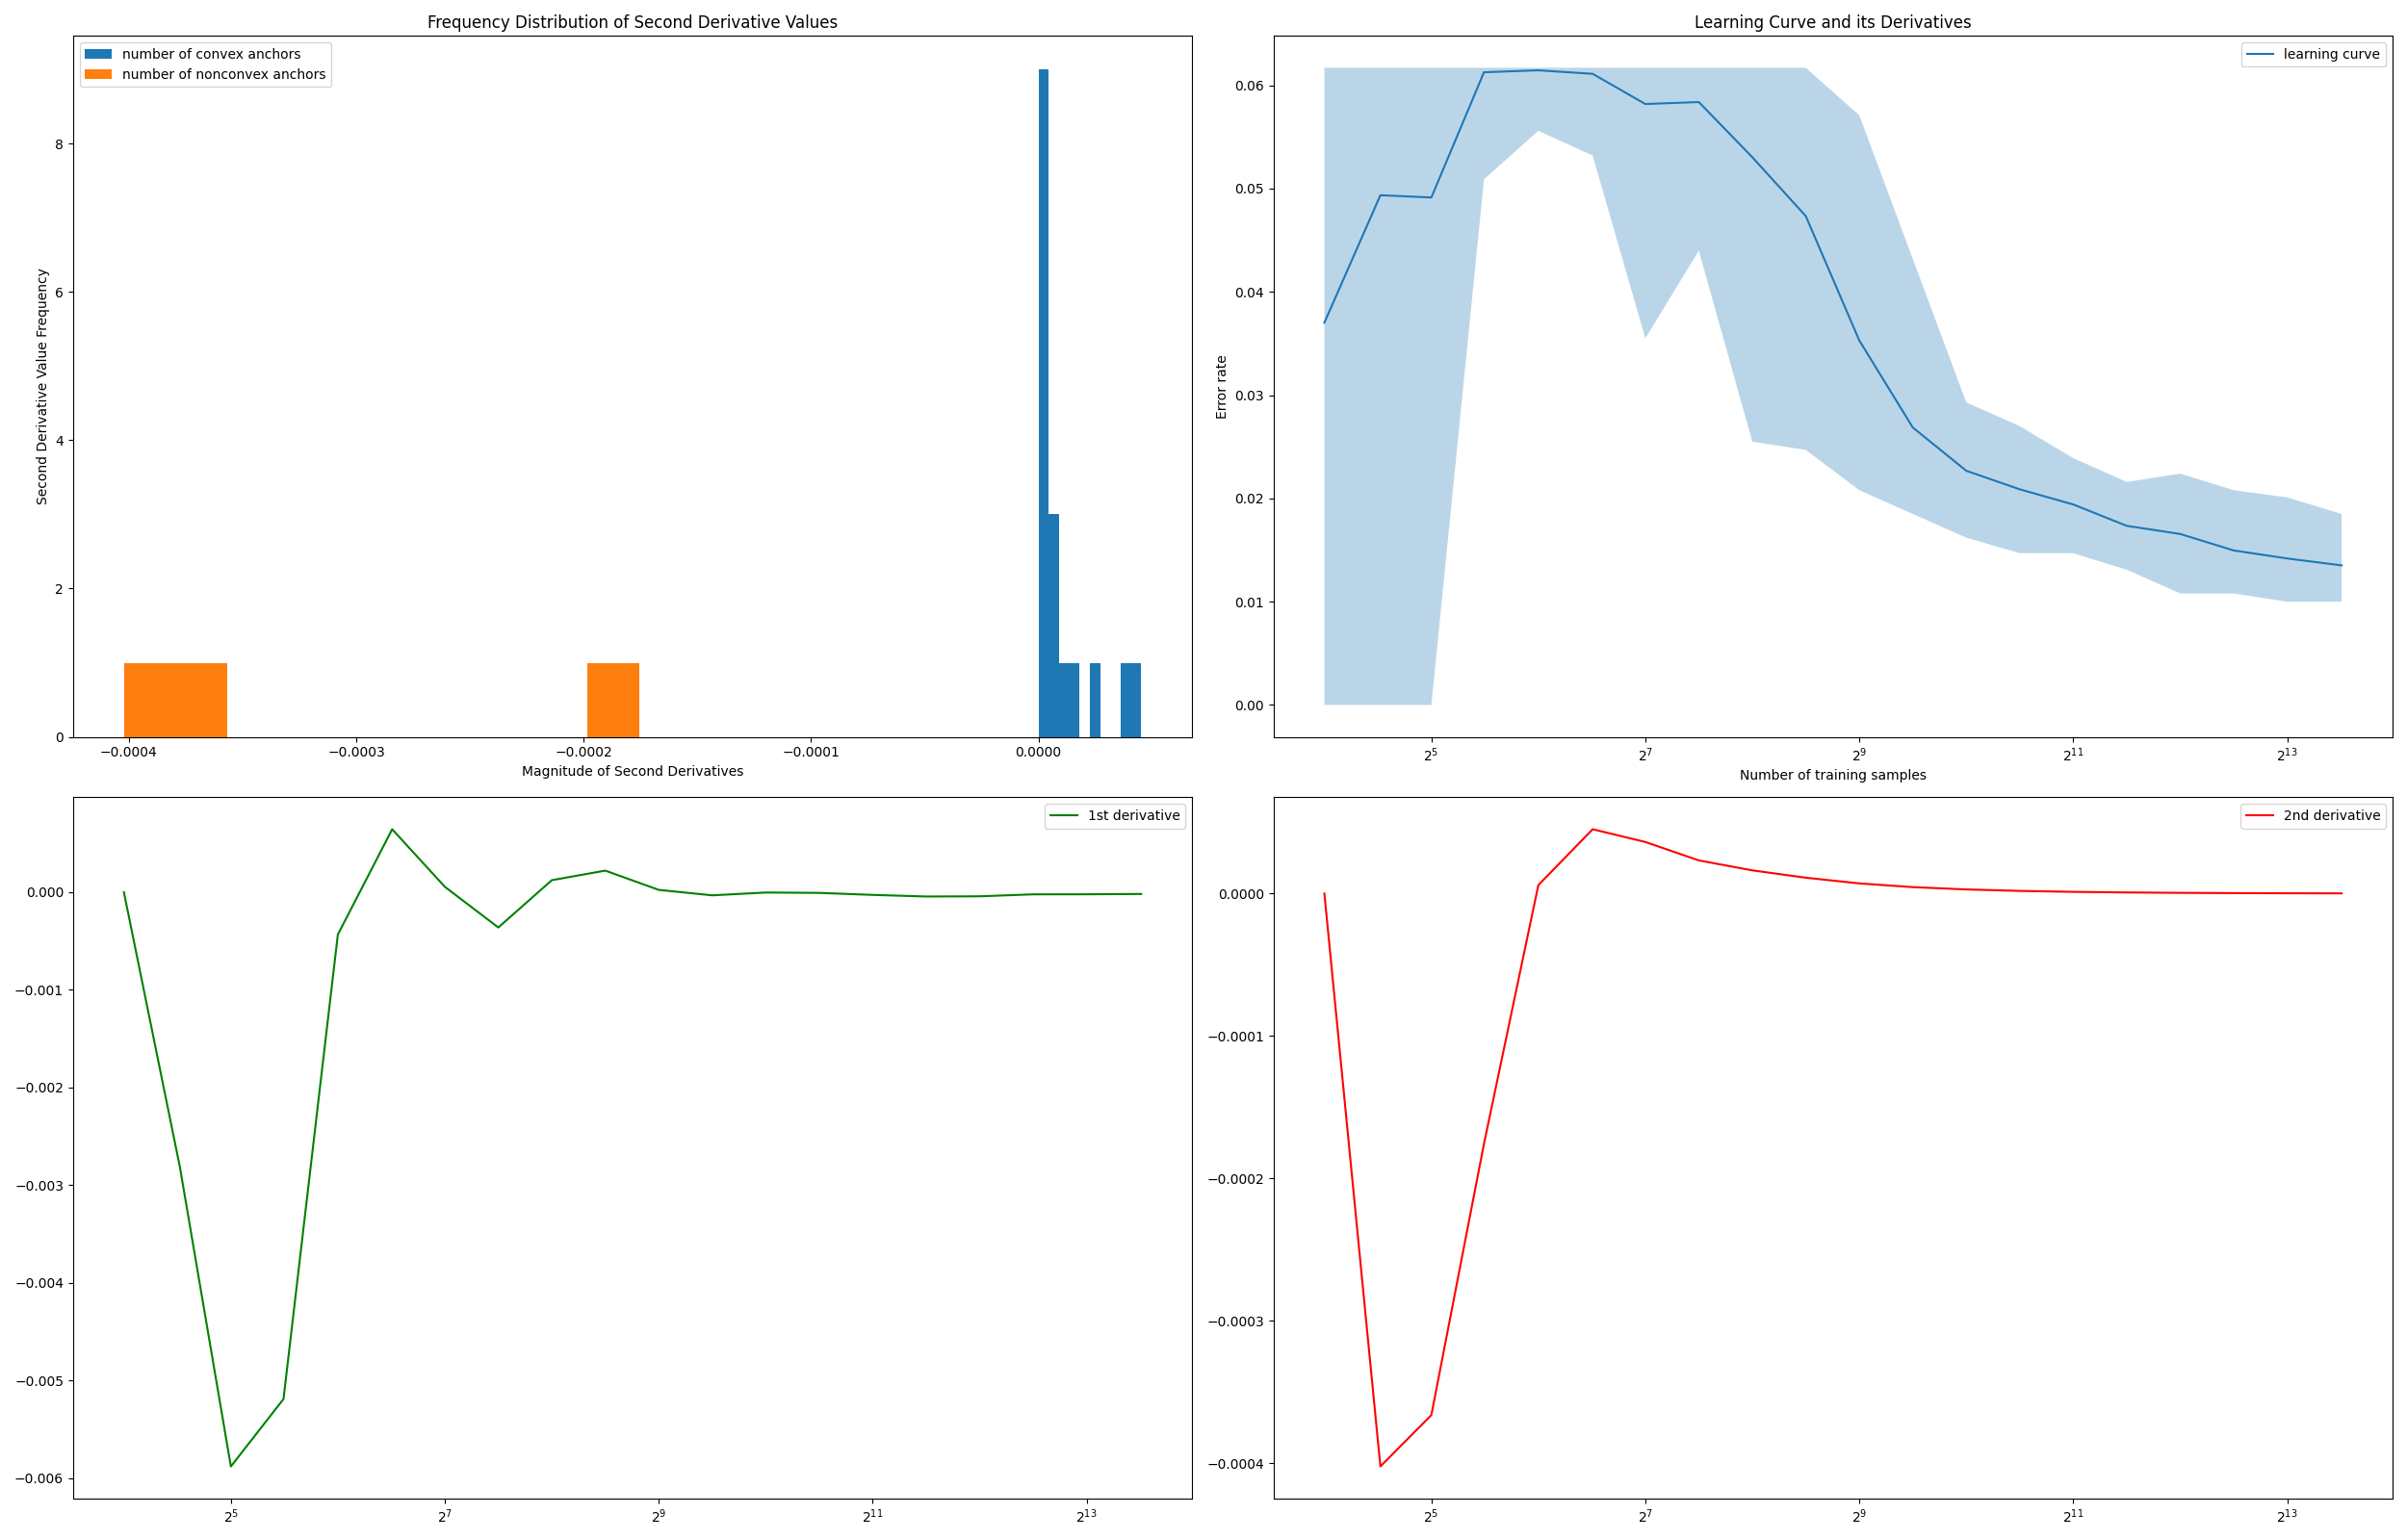 Frequency Distribution of Second Derivative Values
number of convex anchors
number of nonconvex anchors
Second Derivative Value Frequency
8
6
4
2
0
−0.0004 −0.0003 −0.0002 −0.0001 0.0000
Magnitude of Second Derivatives
Learning Curve and its Derivatives
learning curve
Error rate
0.06
0.05
0.04
0.03
0.02
0.01
0.00
2^5 2^7 2^9 2^11 2^13
Number of training samples
1st derivative
0.000
−0.001
−0.002
−0.003
−0.004
−0.005
−0.006
2^5 2^7 2^9 2^11 2^13
2nd derivative
0.0000
−0.0001
−0.0002
−0.0003
−0.0004
2^5 2^7 2^9 2^11 2^13